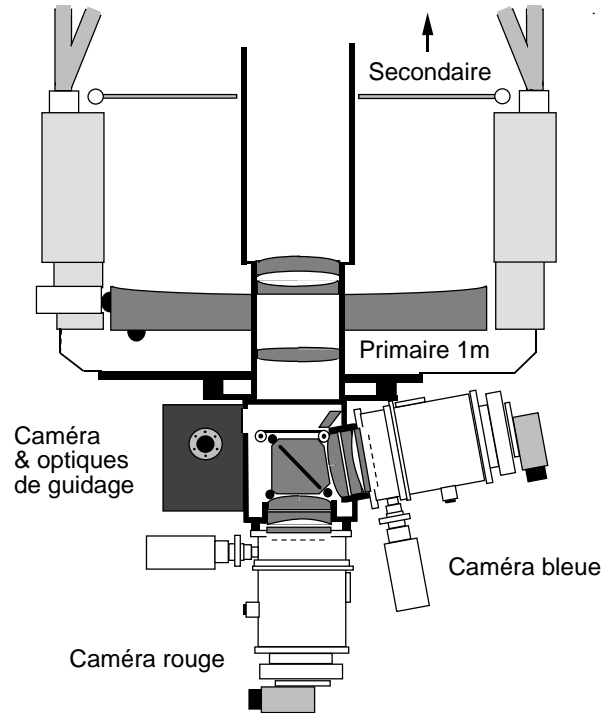 Secondaire
Primaire 1m
Caméra
& optiques
de guidage
Caméra bleue
Caméra rouge